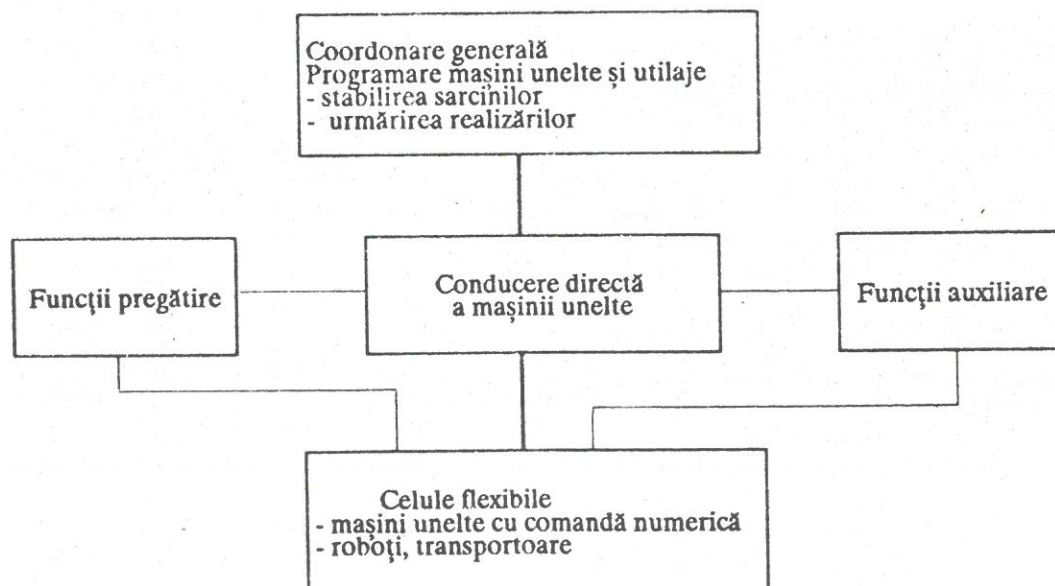 Coordonare generală
Programare mașini unelte și utilaje
- stabilirea sarcinilor
- urmărirea realizărilor
Funcții pregătire
Conducere directă
a mașinii unelte
Funcții auxiliare
Celule flexibile
- mașini unelte cu comandă numerică
- roboți, transportoare